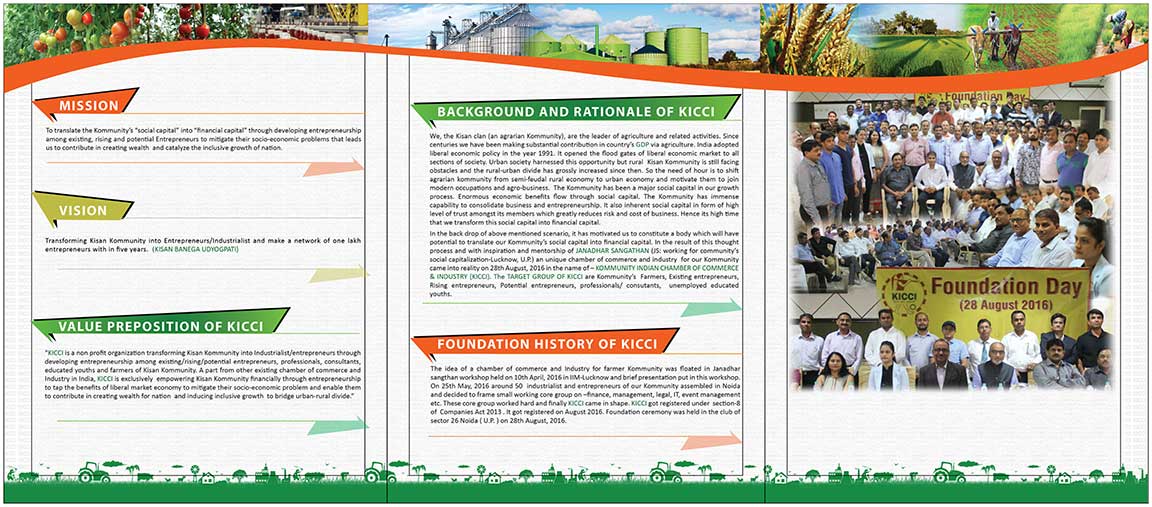 MISSION
To translate the Kommunity's "social capital" into "financial capital" through developing entrepreneurship
among existing, rising and potential Entrepreneurs to mitigate their socio-economic problems that leads
us to contribute in creating wealth and catalyze the inclusive growth of nation.
VISION
Transforming Kisan Kommunity into Entrepreneurs/Industrialist and make a network of one lakh
entrepreneurs with in five years. (KISAN BANEGA UDYOGPATI)
VALUE PREPOSITION OF KICCI
"KICCI is a non profit organization transforming Kisan Kommunity into Industrialist/entrepreneurs through
developing entrepreneurship among existing/rising/potential entrepreneurs, professionals, consultants,
educated youths and farmers of Kisan Kommunity. A part from other existing chamber of commerce and
Industry in India, KICCI is exclusively empowering Kisan Kommunity financially through entrepreneurship
to tap the benefits of liberal market economy to mitigate their socio-economic problem and enable them
to contribute in creating wealth for nation and inducing inclusive growth to bridge urban-rural divide."
BACKGROUND AND RATIONALE OF KICCI
We, the Kisan clan (an agrarian Kommunity), are the leader of agriculture and related activities. Since
centuries we have been making substantial contribution in country's GDP via agriculture. India adopted
liberal economic policy in the year 1991. It opened the flood gates of liberal economic market to all
sections of society. Urban society harnessed this opportunity but rural Kisan Kommunity is still facing
obstacles and the rural-urban divide has grossly increased since then. So the need of hour is to shift
agrarian kommunity from semi-feudal rural economy to urban economy and motivate them to join
modern occupations and agro-business. The Kommunity has been a major social capital in our growth
process. Enormous economic benefits flow through social capital. The Kommunity has immense
capability to consolidate business and entrepreneurship. It also inherent social capital in form of high
level of trust amongst its members which greatly reduces risk and cost of business. Hence its high time
that we transform this social capital into financial capital.
In the back drop of above mentioned scenario, it has motivated us to constitute a body which will have
potential to translate our Kommunity's social capital into financial capital. In the result of this thought
process and with inspiration and mentorship of JANADHAR SANGATHAN (JS: working for community's
social capitalization-Lucknow, U.P.) an unique chamber of commerce and industry for our Kommunity
came into reality on 28th August, 2016 in the name of – KOMMUNITY INDIAN CHAMBER OF COMMERCE
& INDUSTRY (KICCI). The TARGET GROUP OF KICCI are Kommunity's Farmers, Existing entrepreneurs,
Rising entrepreneurs, Potential entrepreneurs, professionals/ consutants, unemployed educated
youths.
FOUNDATION HISTORY OF KICCI
The idea of a chamber of commerce and Industry for farmer Kommunity was floated in Janadhar
sangthan workshop held on 10th April, 2016 in IIM-Lucknow and brief presentation put in this workshop.
On 25th May, 2016 around 50 industrialist and entrepreneurs of our Kommunity assembled in Noida
and decided to frame small working core group on –finance, management, legal, IT, event management
etc. These core group worked hard and finally KICCI came in shape. KICCI got registered under section-8
of Companies Act 2013 . It got registered on August 2016. Foundation ceremony was held in the club of
sector 26 Noida ( U.P. ) on 28th August, 2016.
Foundation Day
KICCI
Foundation Day
(28 August 2016)